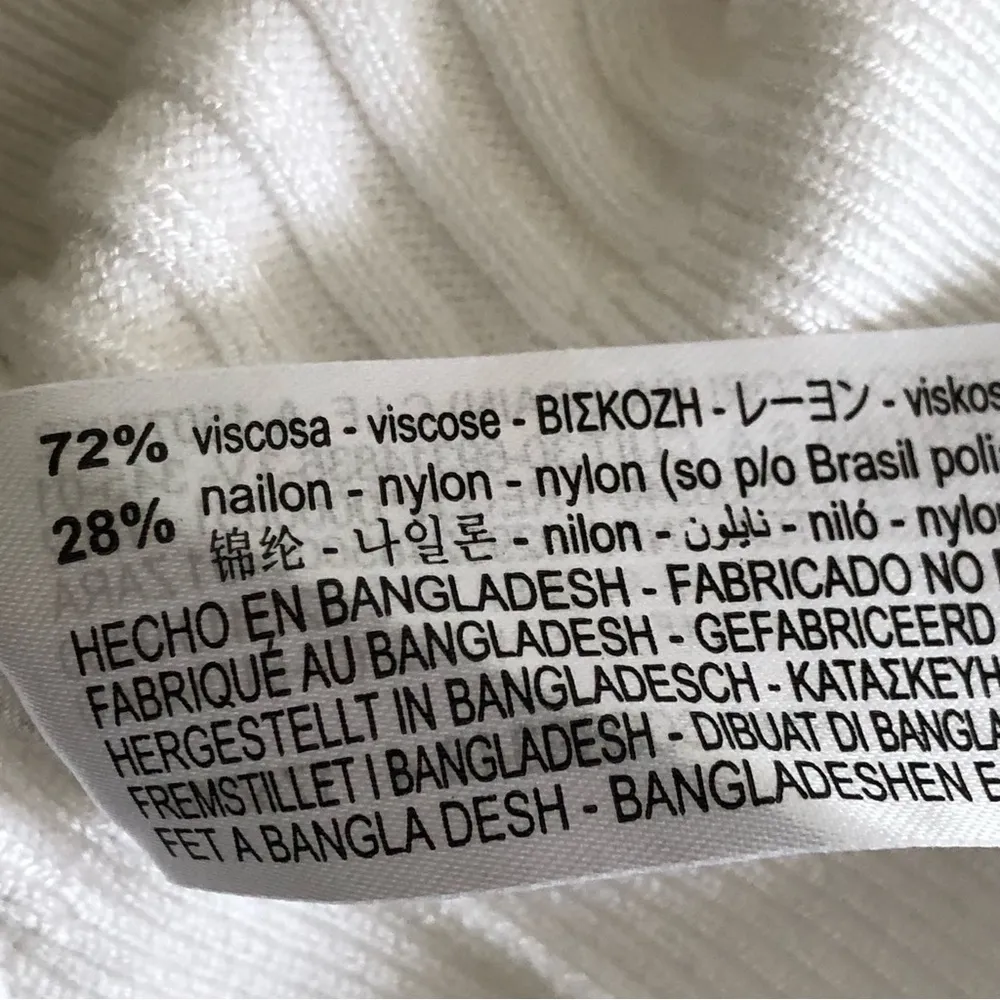 72% viscosa - viscose - ΒΙΣΚΟΖΗ - レーヨン - viskos
28% nailon - nylon - nylon (so p/o Brasil poli
锦纶 - 나일론 - nilon - نايلون - niló - nylo
HECHO EN BANGLADESH - FABRICADO NO
FABRIQUÉ AU BANGLADESH - GEFABRICEERD
HERGESTELLT IN BANGLADESCH - ΚΑΤΑΣΚΕΥΗ
FREMSTILLET I BANGLADESH - DIBUAT DI BANGLA
FET A BANGLA DESH - BANGLADESHEN E